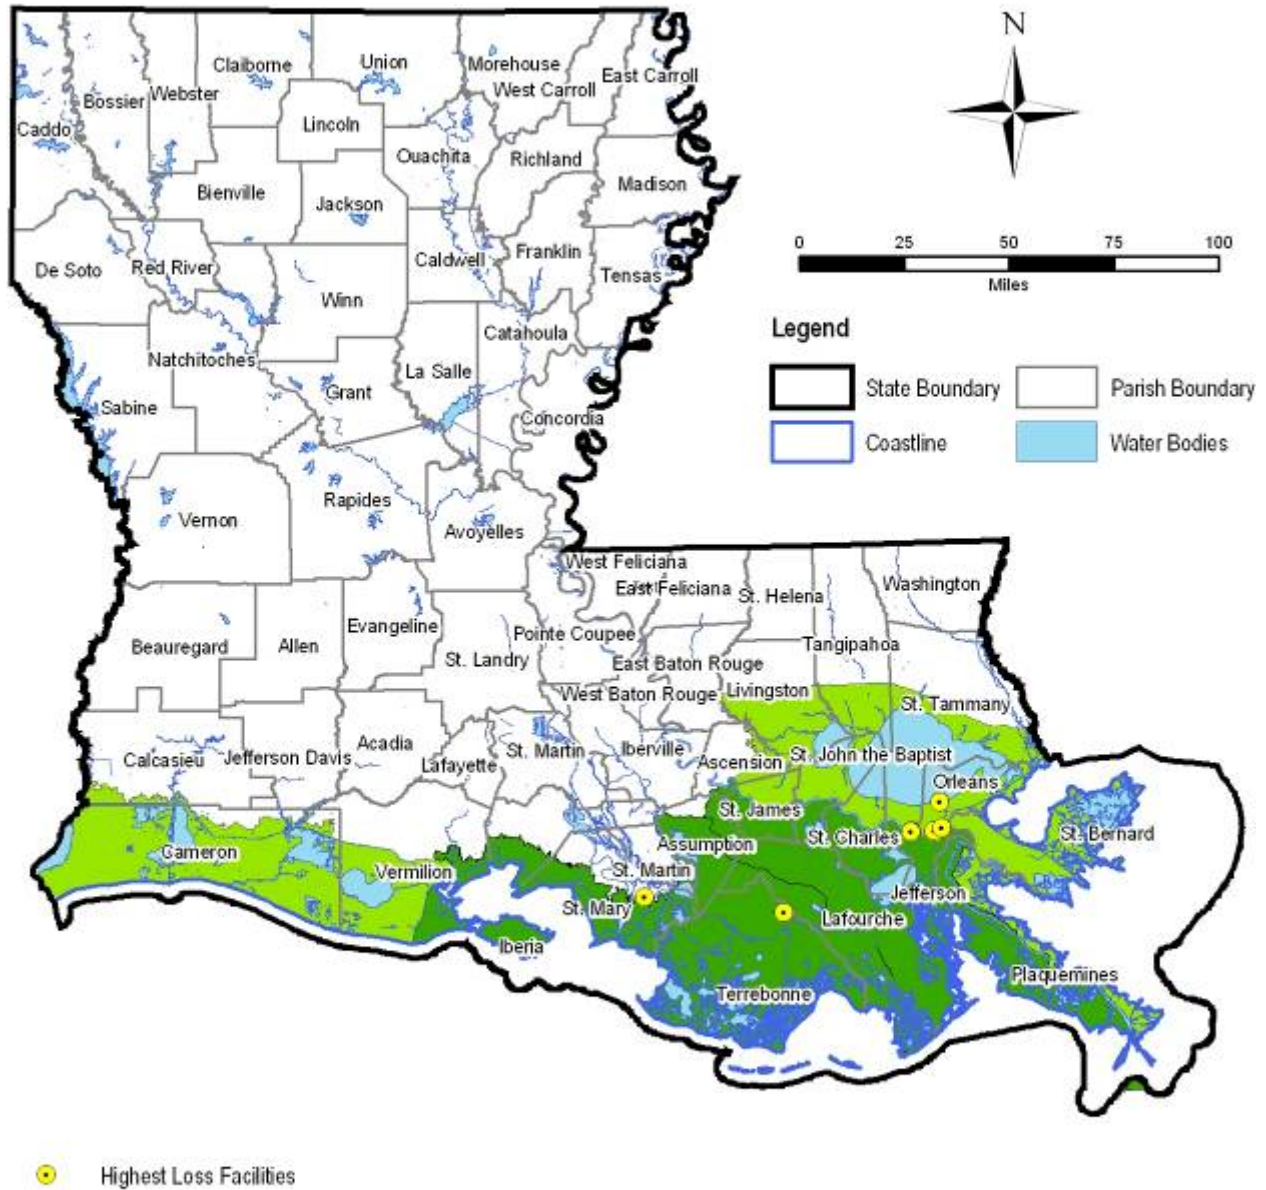 N
Claiborne
Union
Morehouse
East Carroll
Bossier
Webster
West Carroll
Caddo
Lincoln
Ouachita
Richland
Madison
Bienville
Jackson
0 25 50 75 100
Miles
De Soto
Red River
Caldwell
Franklin
Tensas
Winn
Legend
Catahoula
Natchitoches
La Salle
State Boundary
Parish Boundary
Sabine
Grant
Concordia
Coastline
Water Bodies
Rapides
Vernon
Avoyelles
West Feliciana
East Feliciana
St. Helena
Washington
Evangeline
Pointe Coupee
Beauregard
Allen
Tangipahoa
St. Landry
East Baton Rouge
West Baton Rouge
Livingston
St. Tammany
Calcasieu
Jefferson Davis
Acadia
Lafayette
St. Martin
Iberville
Ascension
St. John the Baptist
Orleans
St. James
St. Charles
St. Bernard
Assumption
Cameron
Vermilion
St. Martin
Jefferson
St. Mary
Lafourche
Iberia
Terrebonne
Plaquemines
Highest Loss Facilities